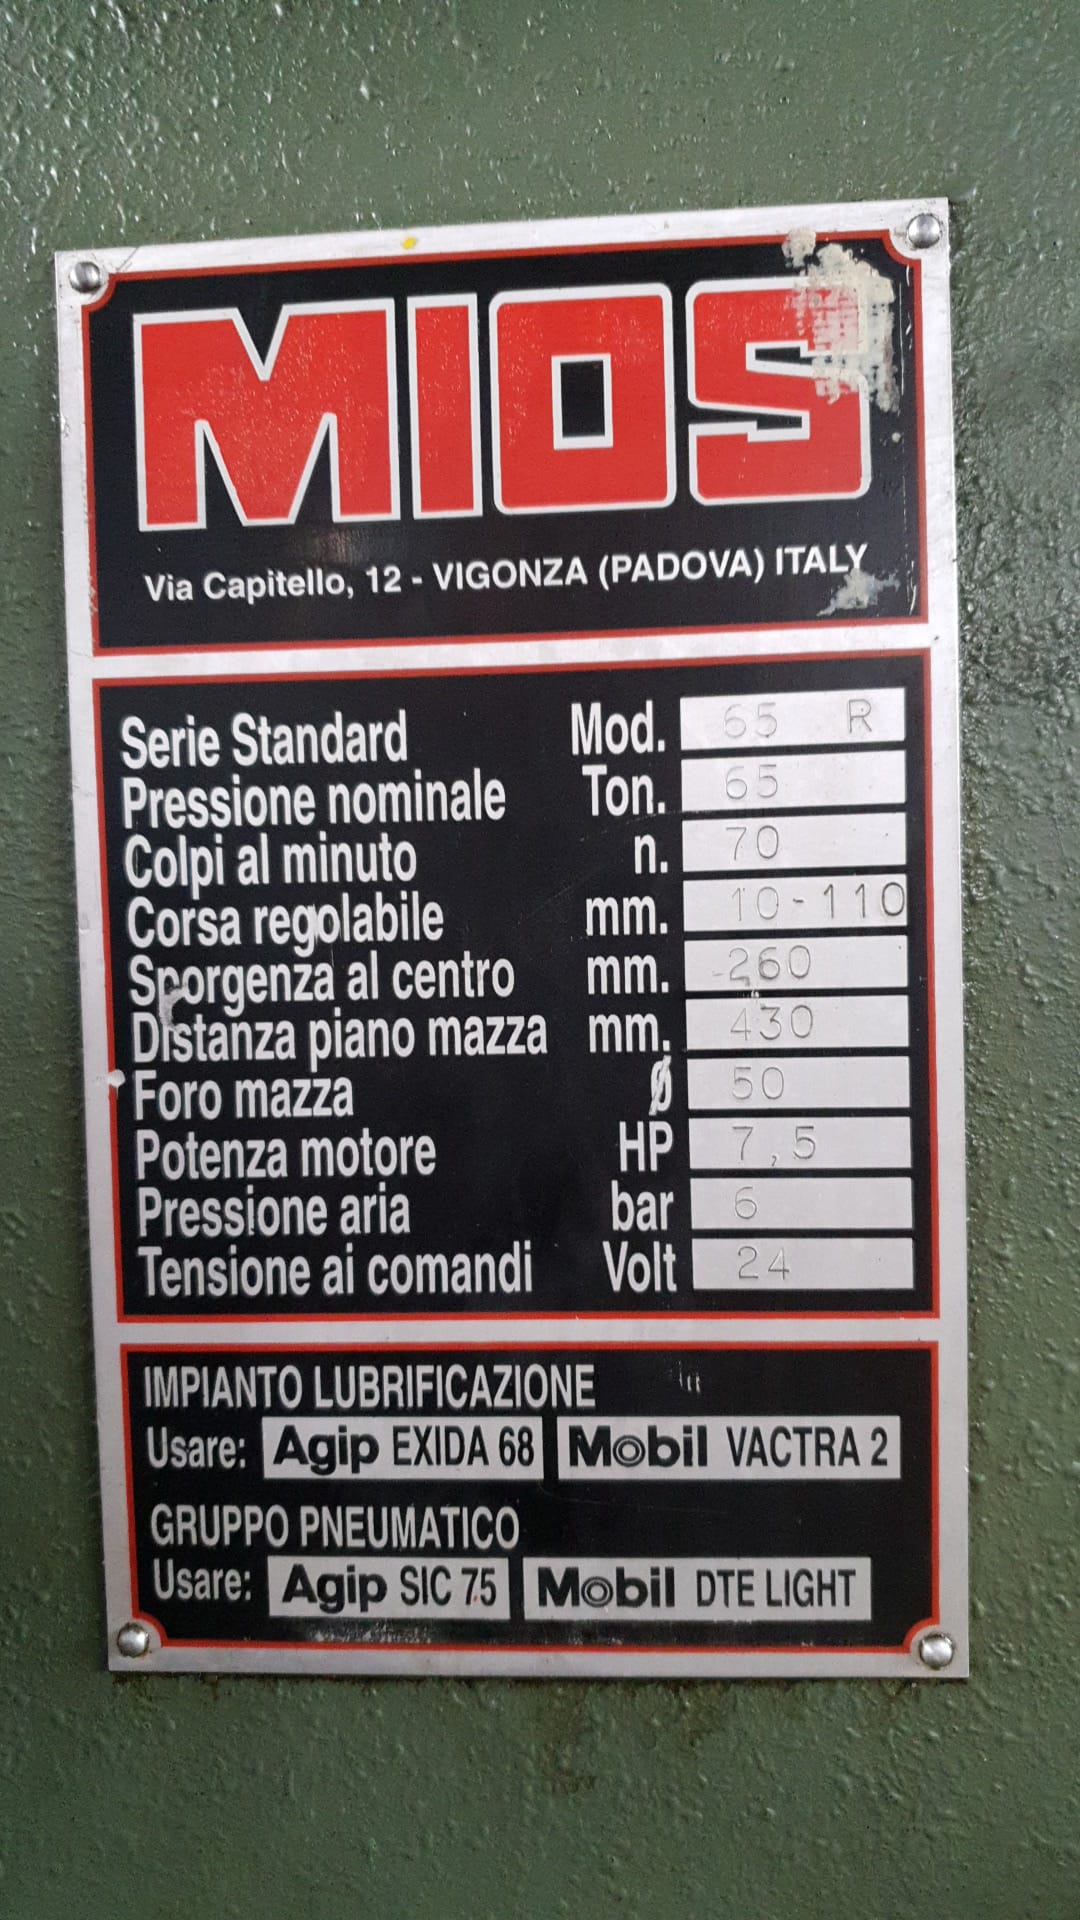 MIOS
Via Capitello, 12 - VIGONZA (PADOVA) ITALY
Serie Standard Mod. 65 R
Pressione nominale Ton. 65
Colpi al minuto n. 70
Corsa regolabile mm. 10-110
Sporgenza al centro mm. 260
Distanza piano mazza mm. 430
Foro mazza Ø 50
Potenza motore HP 7,5
Pressione aria bar 6
Tensione ai comandi Volt 24
IMPIANTO LUBRIFICAZIONE
Usare: Agip EXIDA 68 Mobil VACTRA 2
GRUPPO PNEUMATICO
Usare: Agip SIC 75 Mobil DTE LIGHT